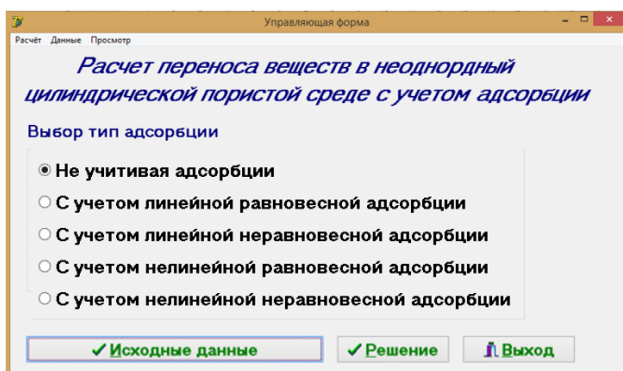 Управляющая форма
Расчёт Данные Просмотр
Расчет переноса веществ в неоднордный
цилиндрической пористой среде с учетом адсорбции
Выбор тип адсорбции
Не учитивая адсорбции
С учетом линейной равновесной адсорбции
С учетом линейной неравновесной адсорбции
С учетом нелинейной равновесной адсорбции
С учетом нелинейной неравновесной адсорбции
Исходные данные Решение Выход